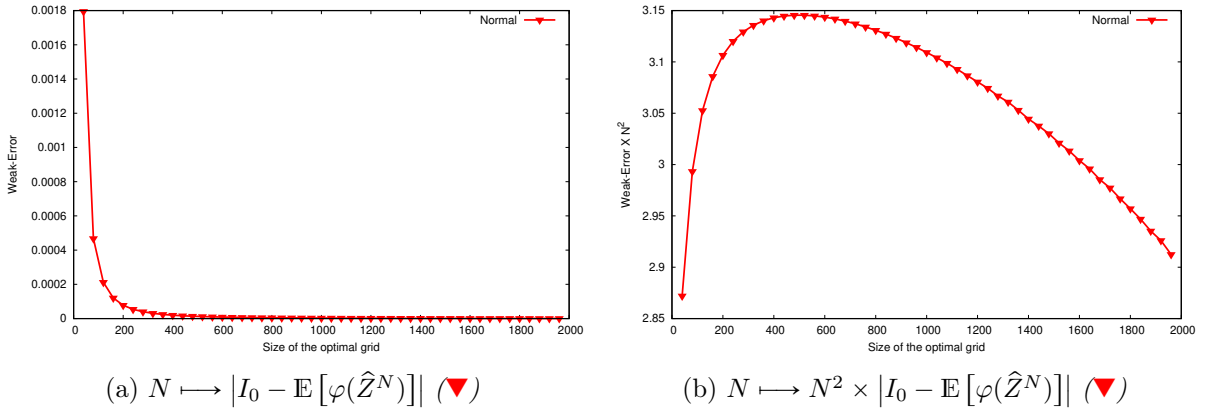 0.0018
0.0016
0.0014
0.0012
0.001
0.0008
0.0006
0.0004
0.0002
0
Weak-Error
Normal
0 200 400 600 800 1000 1200 1400 1600 1800 2000
Size of the optimal grid
3.15
3.1
3.05
3
2.95
2.9
2.85
Weak-Error X N²
Normal
0 200 400 600 800 1000 1200 1400 1600 1800 2000
Size of the optimal grid
(a) N ⟼ |I₀ − 𝔼[φ(Ẑᴺ)]| (▼)
(b) N ⟼ N² × |I₀ − 𝔼[φ(Ẑᴺ)]| (▼)